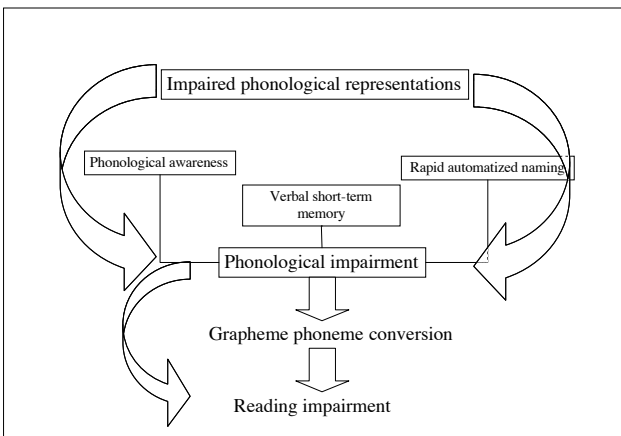 Impaired phonological representations
Phonological awareness
Rapid automatized naming
Verbal short-term
memory
Phonological impairment
Grapheme phoneme conversion
Reading impairment